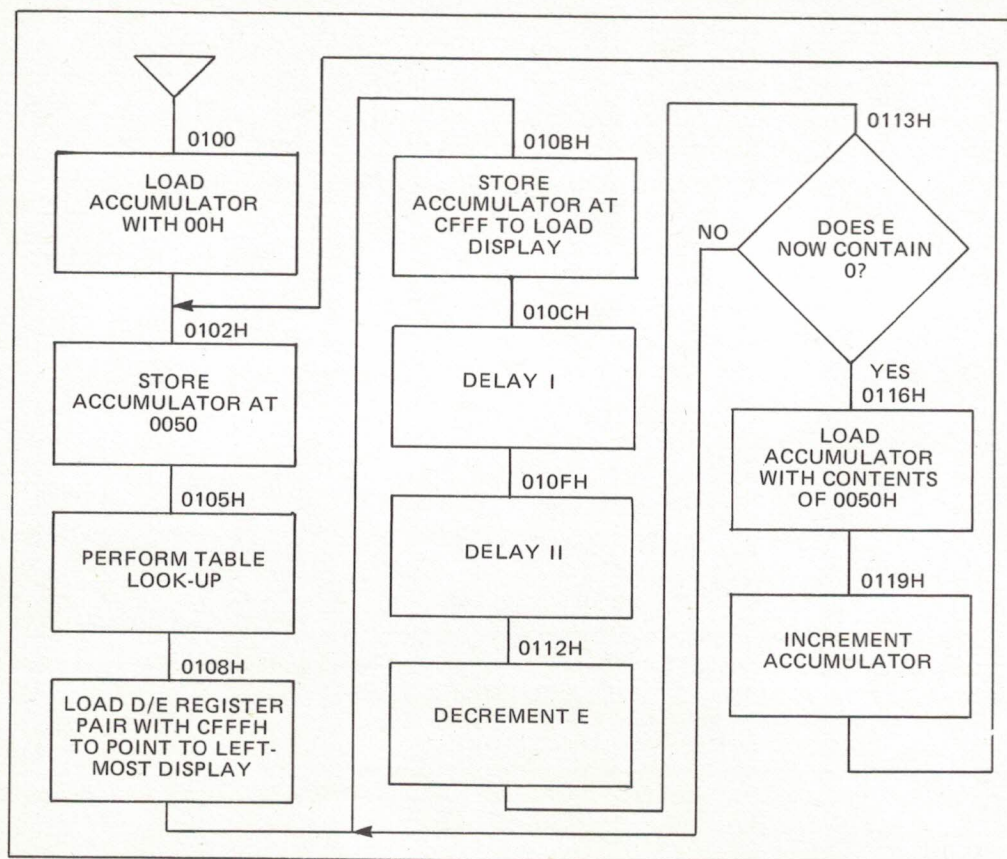 0100
LOAD
ACCUMULATOR
WITH 00H
0102H
STORE
ACCUMULATOR AT
0050
0105H
PERFORM TABLE
LOOK-UP
0108H
LOAD D/E REGISTER
PAIR WITH CFFFH
TO POINT TO LEFT-
MOST DISPLAY
010BH
STORE
ACCUMULATOR AT
CFFF TO LOAD
DISPLAY
010CH
DELAY I
010FH
DELAY II
0112H
DECREMENT E
0113H
DOES E
NOW CONTAIN
0?
NO
YES
0116H
LOAD
ACCUMULATOR
WITH CONTENTS
OF 0050H
0119H
INCREMENT
ACCUMULATOR